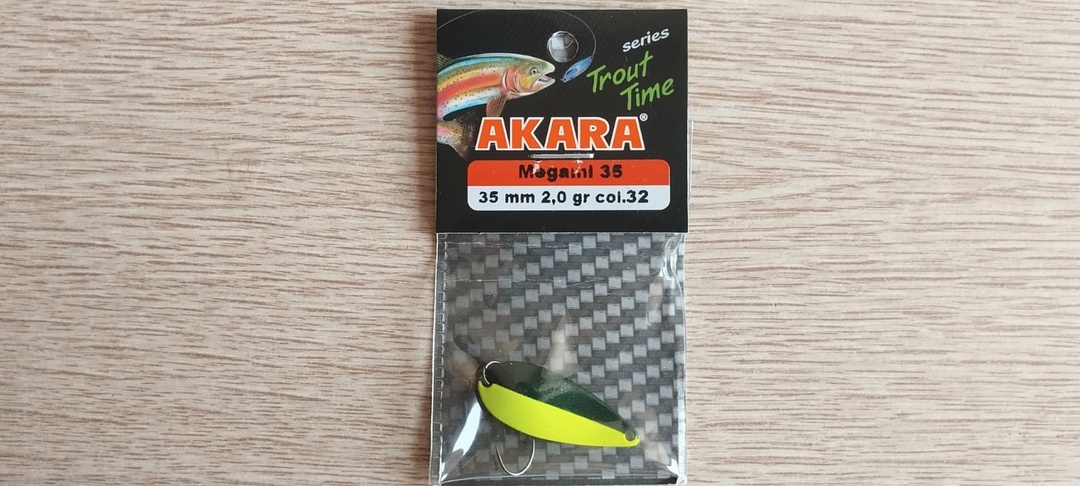 series
Trout
Time
AKARA®
Megami 35
35 mm 2,0 gr col.32